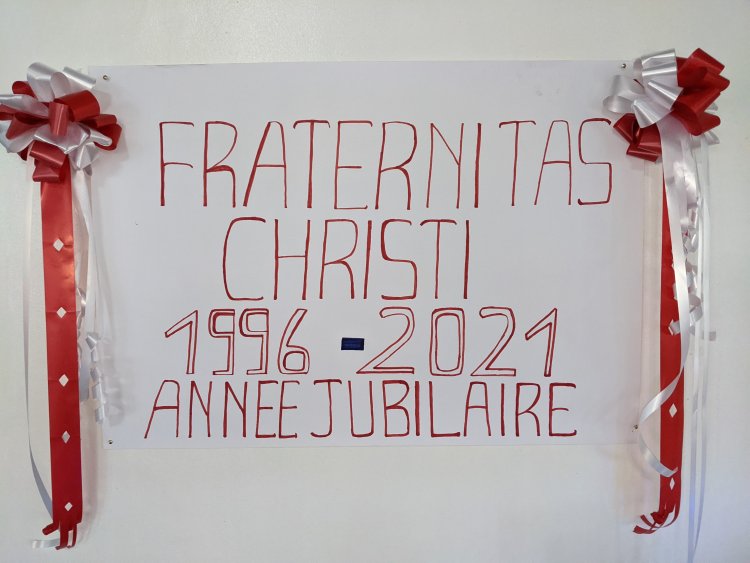 FRATERNITAS
CHRISTI
1996 - 2021
ANNEE JUBILAIRE